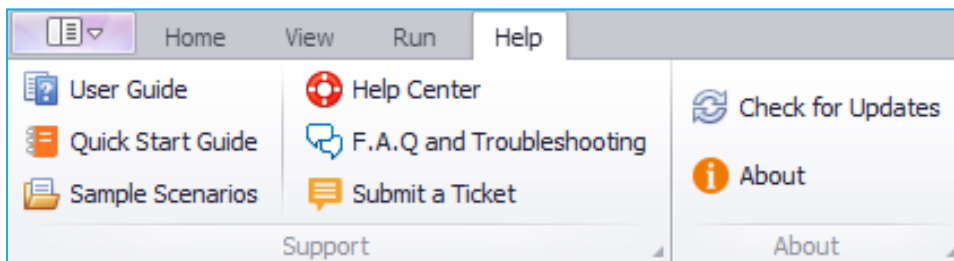 Home View Run Help
User Guide
Quick Start Guide
Sample Scenarios
Help Center
F.A.Q and Troubleshooting
Submit a Ticket
Support
Check for Updates
About
About